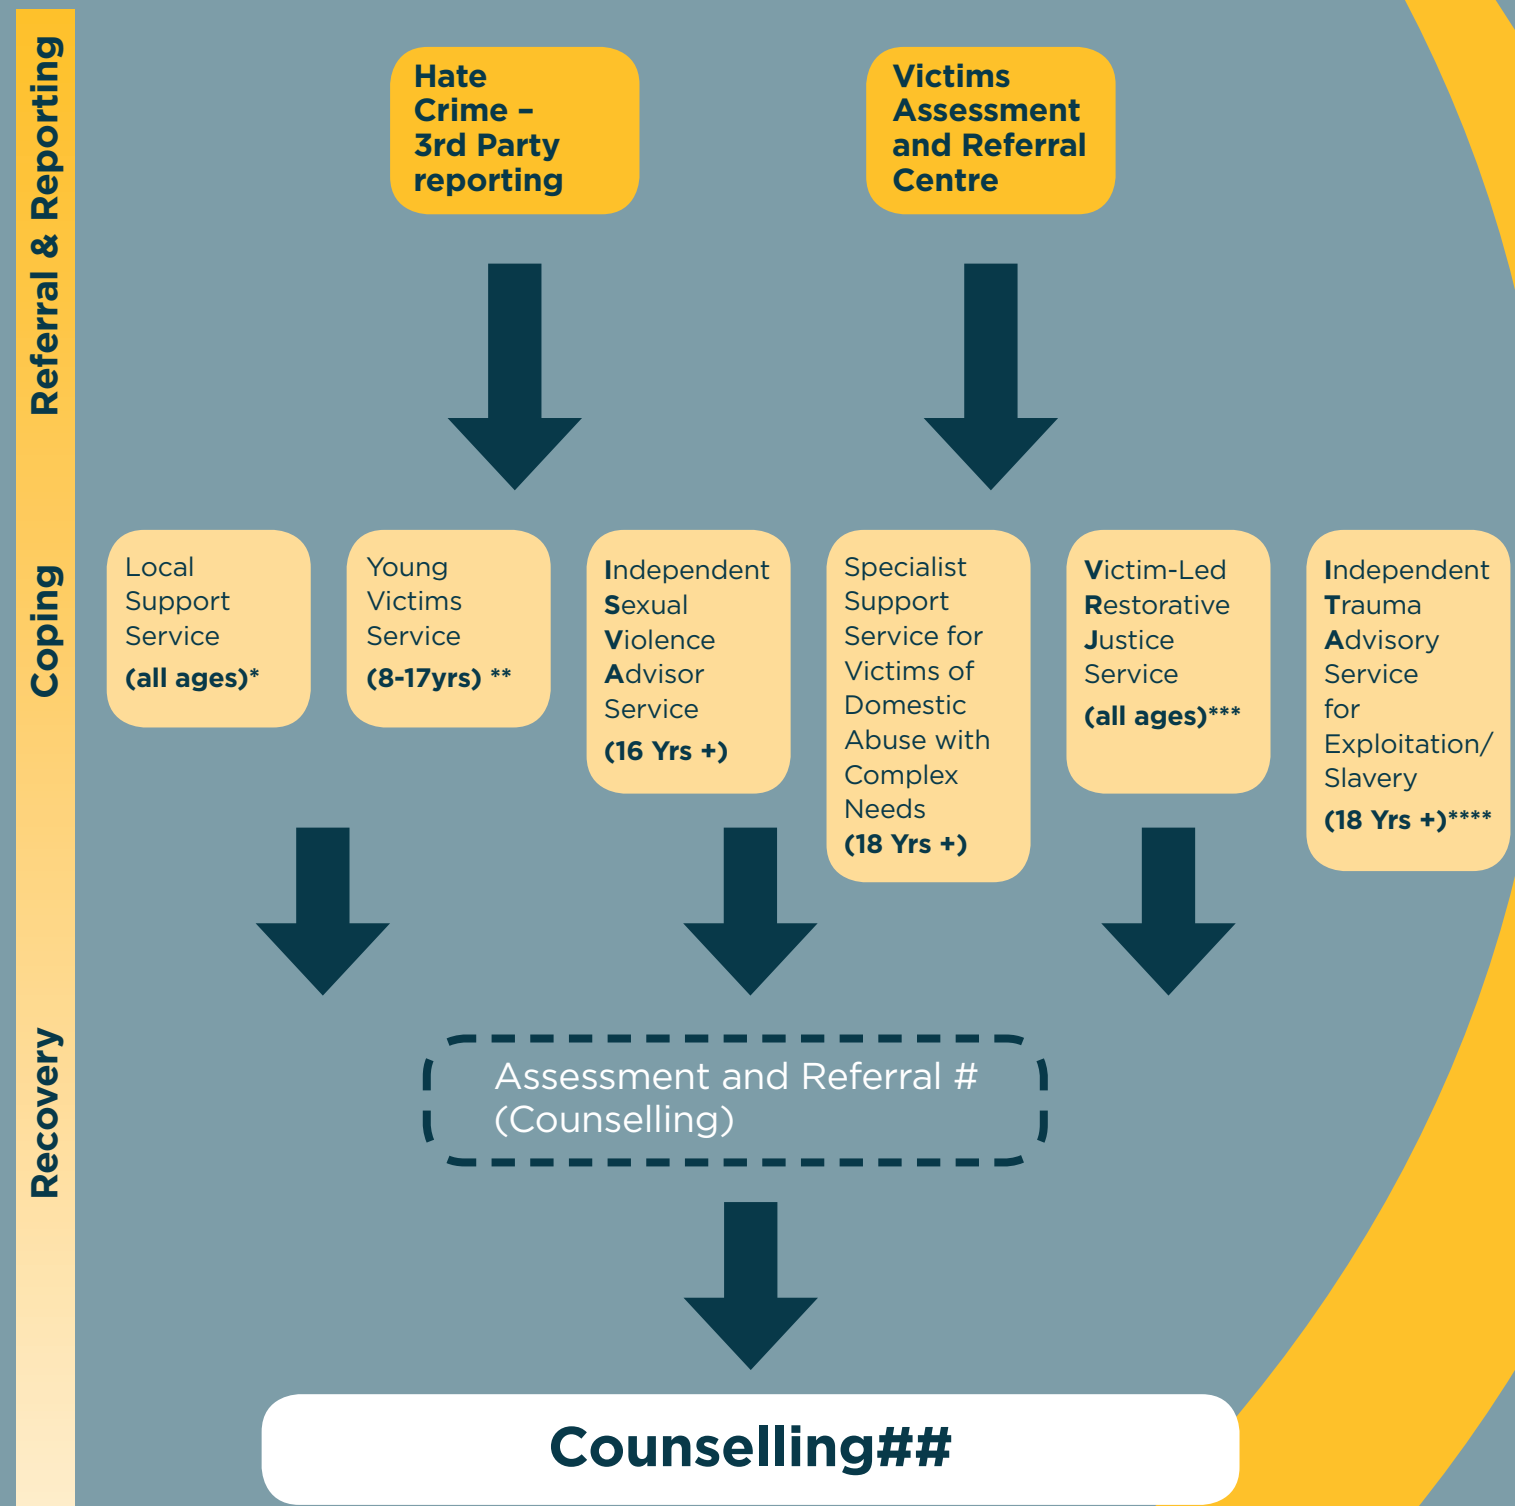 Referral & Reporting
Hate
Crime –
3rd Party
reporting
Victims
Assessment
and Referral
Centre
Coping
Local
Support
Service
(all ages)*
Young
Victims
Service
(8-17yrs) **
Independent
Sexual
Violence
Advisor
Service
(16 Yrs +)
Specialist
Support
Service for
Victims of
Domestic
Abuse with
Complex
Needs
(18 Yrs +)
Victim-Led
Restorative
Justice
Service
(all ages)***
Independent
Trauma
Advisory
Service
for
Exploitation/
Slavery
(18 Yrs +)****
Recovery
Assessment and Referral #
(Counselling)
Counselling##